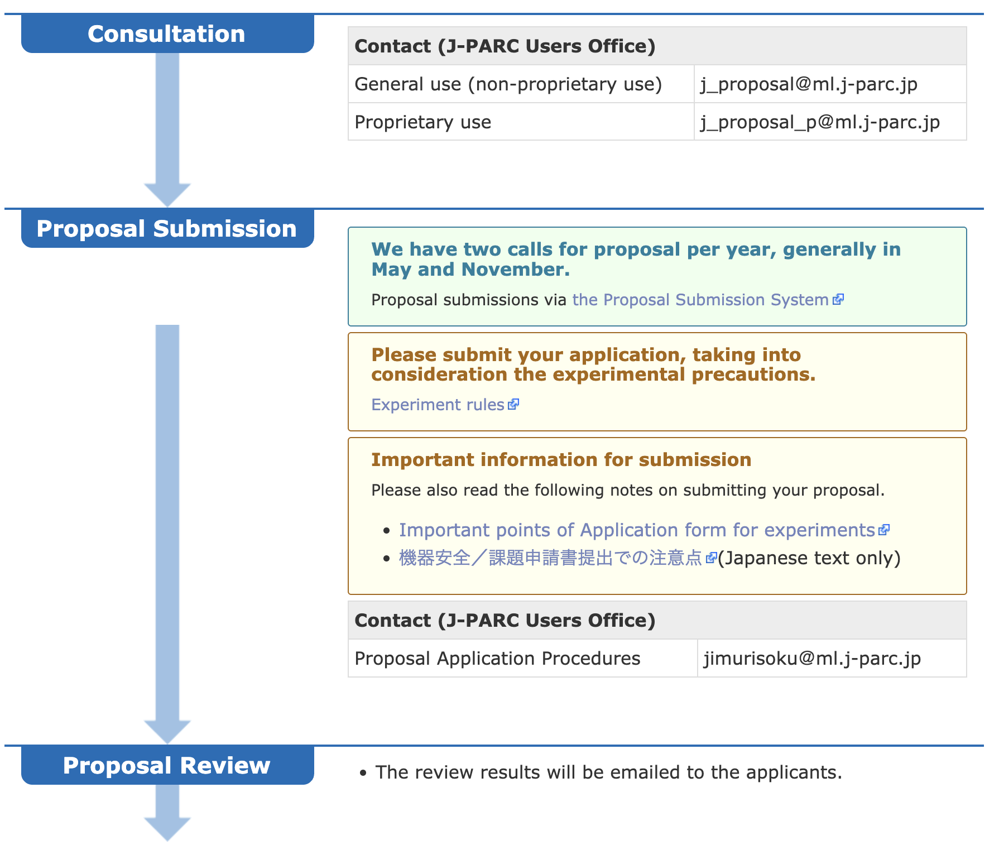 Consultation
Contact (J-PARC Users Office)
General use (non-proprietary use) j_proposal@ml.j-parc.jp
Proprietary use j_proposal_p@ml.j-parc.jp
Proposal Submission
We have two calls for proposal per year, generally in
May and November.
Proposal submissions via the Proposal Submission System
Please submit your application, taking into
consideration the experimental precautions.
Experiment rules
Important information for submission
Please also read the following notes on submitting your proposal.
• Important points of Application form for experiments
• 機器安全／課題申請書提出での注意点(Japanese text only)
Contact (J-PARC Users Office)
Proposal Application Procedures jimurisoku@ml.j-parc.jp
Proposal Review
• The review results will be emailed to the applicants.